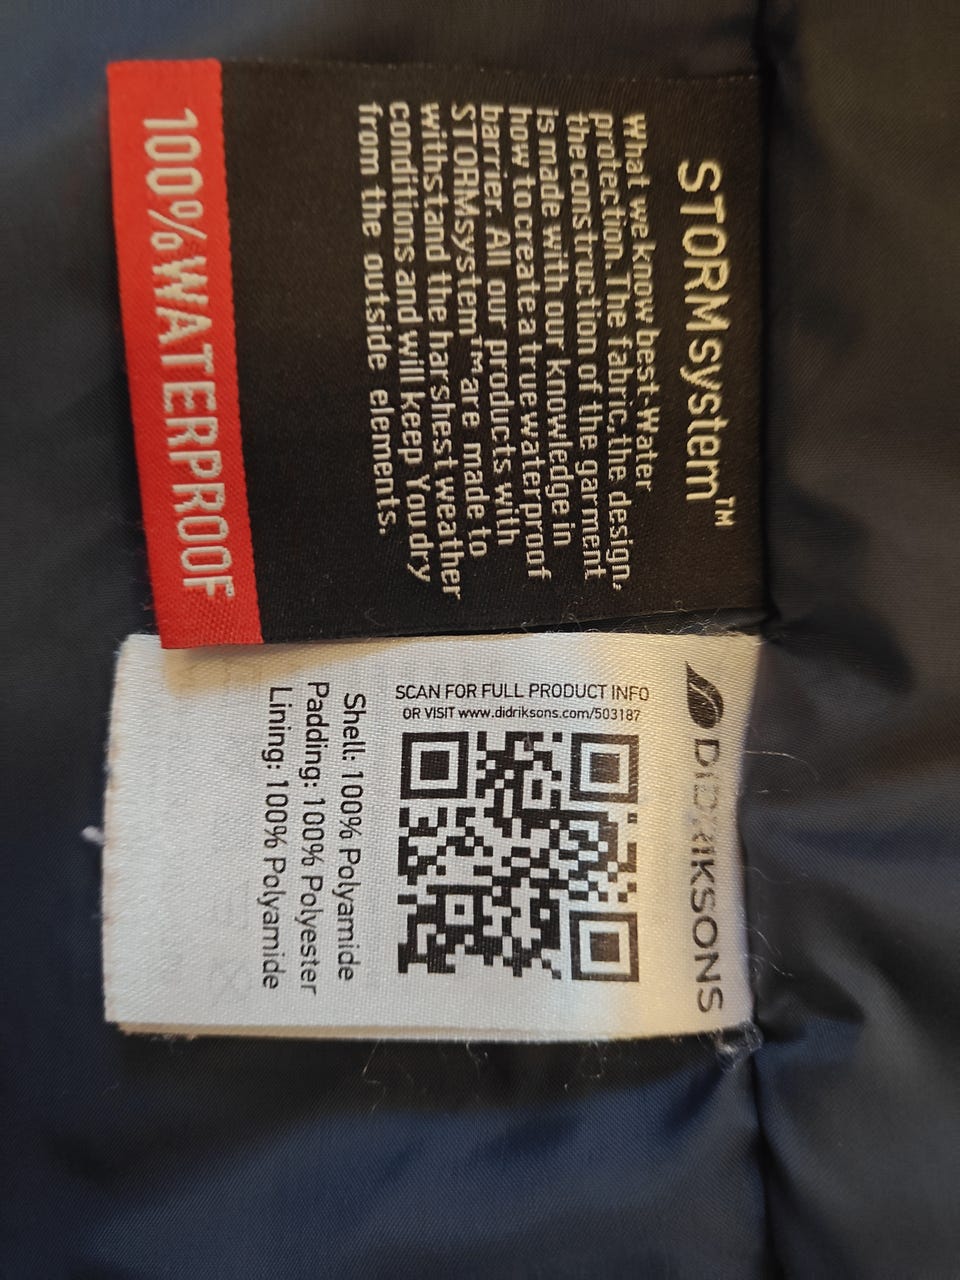 STORMsystem™
What we know best-Water
protection. The fabric, the design,
the construction of the garment
is made with our knowledge in
how to create a true waterproof
barrier. All our products with
STORMsystem™ are made to
withstand the harshest weather
conditions and will keep You dry
from the outside elements.
100% WATERPROOF
DIDRIKSONS
SCAN FOR FULL PRODUCT INFO
OR VISIT www.didriksons.com/503187
Shell: 100% Polyamide
Padding: 100% Polyester
Lining: 100% Polyamide